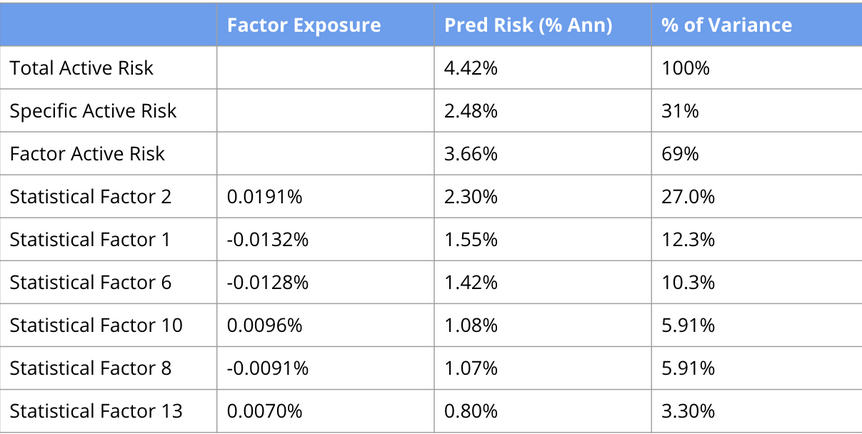 Factor Exposure Pred Risk (% Ann) % of Variance
Total Active Risk 4.42% 100%
Specific Active Risk 2.48% 31%
Factor Active Risk 3.66% 69%
Statistical Factor 2 0.0191% 2.30% 27.0%
Statistical Factor 1 -0.0132% 1.55% 12.3%
Statistical Factor 6 -0.0128% 1.42% 10.3%
Statistical Factor 10 0.0096% 1.08% 5.91%
Statistical Factor 8 -0.0091% 1.07% 5.91%
Statistical Factor 13 0.0070% 0.80% 3.30%